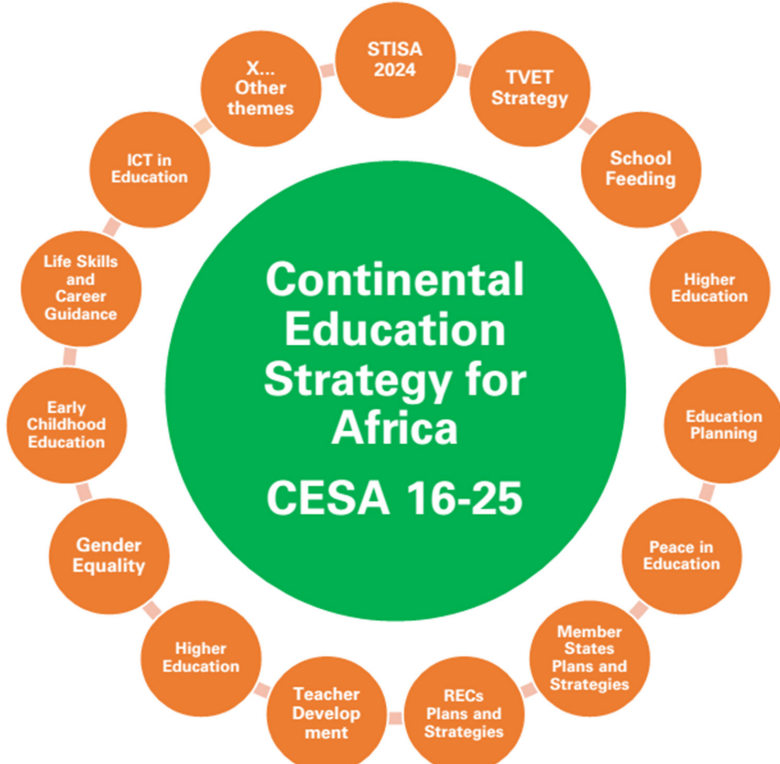 STISA
2024
TVET
Strategy
School
Feeding
Higher
Education
Education
Planning
Peace in
Education
Member
States
Plans and
Strategies
RECs
Plans and
Strategies
Teacher
Develop
ment
Higher
Education
Gender
Equality
Early
Childhood
Education
Life Skills
and
Career
Guidance
ICT in
Education
X...
Other
themes
Continental
Education
Strategy for
Africa
CESA 16-25